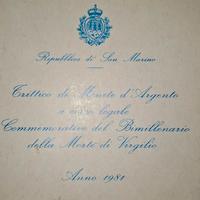 Repubblica di San Marino
Trittico di Monete d'Argento
a corso legale
Commemorativo del Bimillenario
della Morte di Virgilio
Anno 1981